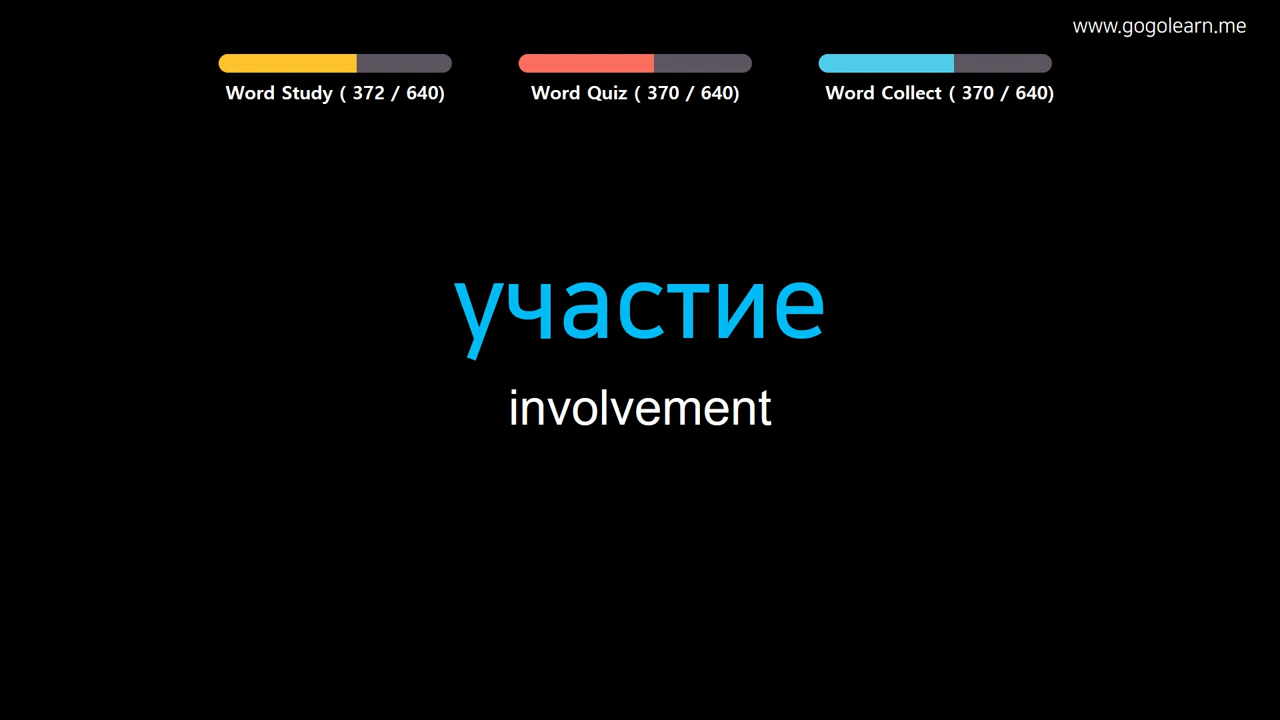 www.gogolearn.me
Word Study ( 372 / 640)
Word Quiz ( 370 / 640)
Word Collect ( 370 / 640)
участие
involvement